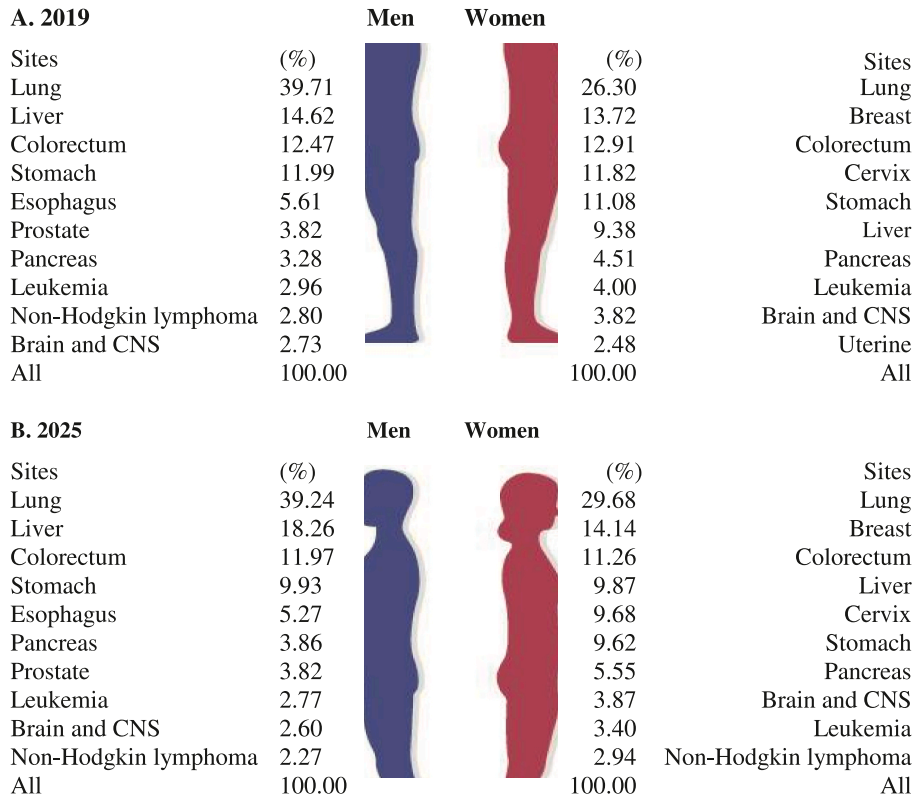 A. 2019 Men Women
Sites (%) (%) Sites
Lung 39.71 26.30 Lung
Liver 14.62 13.72 Breast
Colorectum 12.47 12.91 Colorectum
Stomach 11.99 11.82 Cervix
Esophagus 5.61 11.08 Stomach
Prostate 3.82 9.38 Liver
Pancreas 3.28 4.51 Pancreas
Leukemia 2.96 4.00 Leukemia
Non-Hodgkin lymphoma 2.80 3.82 Brain and CNS
Brain and CNS 2.73 2.48 Uterine
All 100.00 100.00 All
B. 2025 Men Women
Sites (%) (%) Sites
Lung 39.24 29.68 Lung
Liver 18.26 14.14 Breast
Colorectum 11.97 11.26 Colorectum
Stomach 9.93 9.87 Liver
Esophagus 5.27 9.68 Cervix
Pancreas 3.86 9.62 Stomach
Prostate 3.82 5.55 Pancreas
Leukemia 2.77 3.87 Brain and CNS
Brain and CNS 2.60 3.40 Leukemia
Non-Hodgkin lymphoma 2.27 2.94 Non-Hodgkin lymphoma
All 100.00 100.00 All